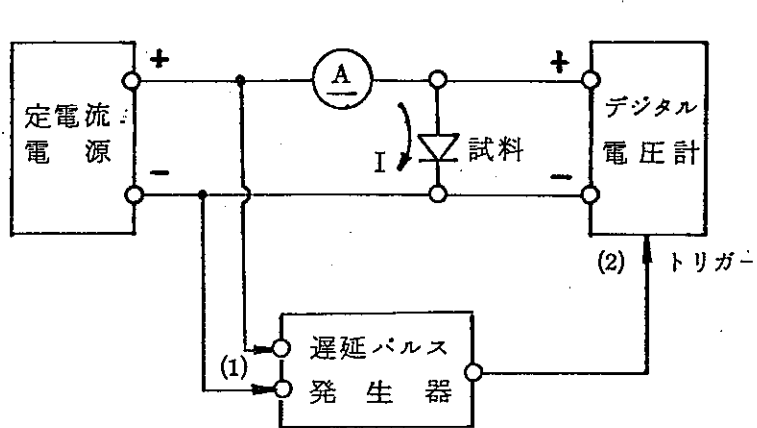 定電流
電源
+
−
A
I
試料
+
−
デジタル
電圧計
(1)
遅延パルス
発生器
(2)
トリガー